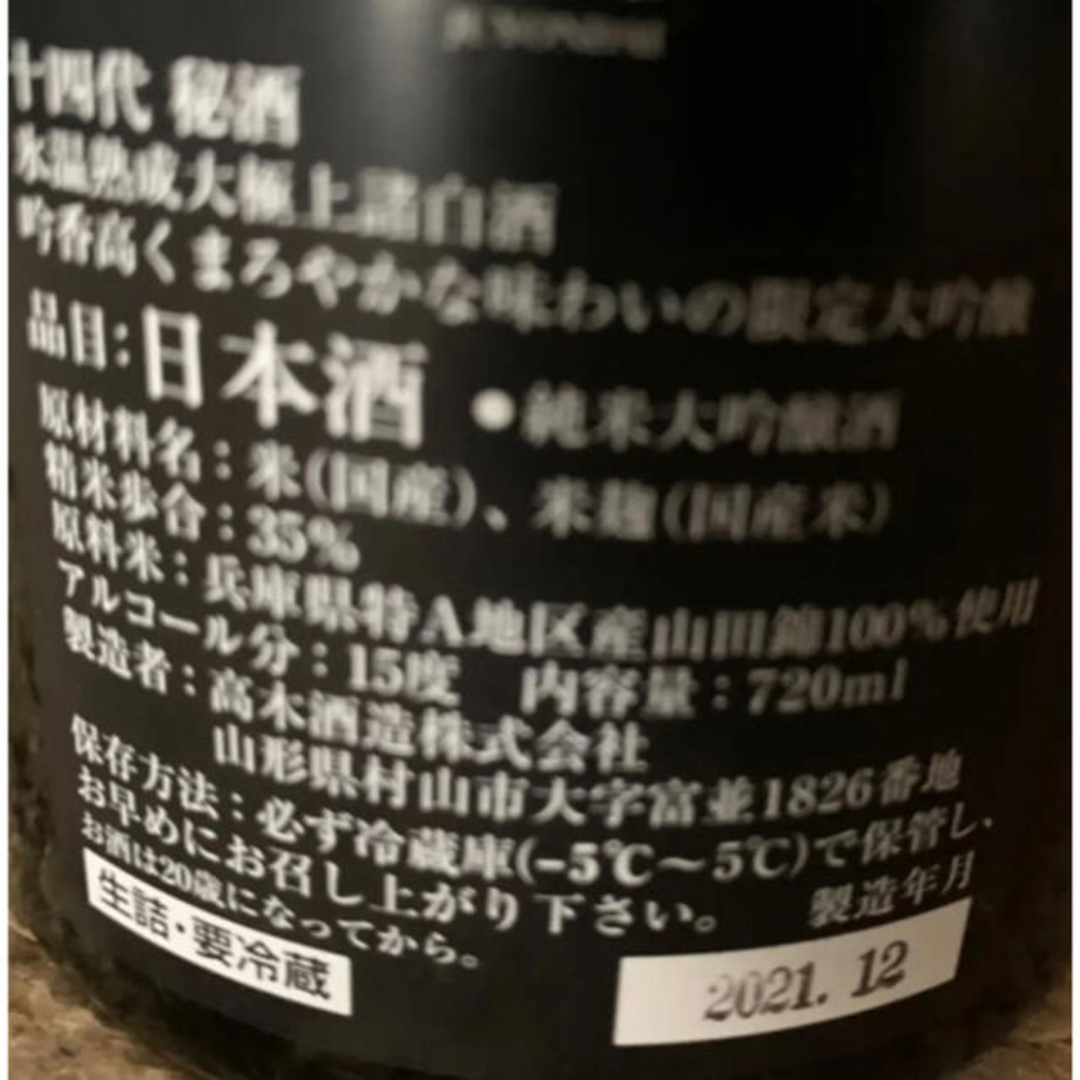 十四代 秘酒
氷温熟成大極上諸白酒
吟香高くまろやかな味わいの限定大吟醸
品目:日本酒 ●純米大吟醸酒
原材料名:米(国産)、米麹(国産米)
精米歩合:35%
原料米:兵庫県特A地区産山田錦100%使用
アルコール分:15度 内容量:720ml
製造者:高木酒造株式会社
山形県村山市大字富並1826番地
保存方法:必ず冷蔵庫(-5℃～5℃)で保管し、
お早めにお召し上がり下さい。
お酒は20歳になってから。
製造年月
生詰・要冷蔵
2021. 12